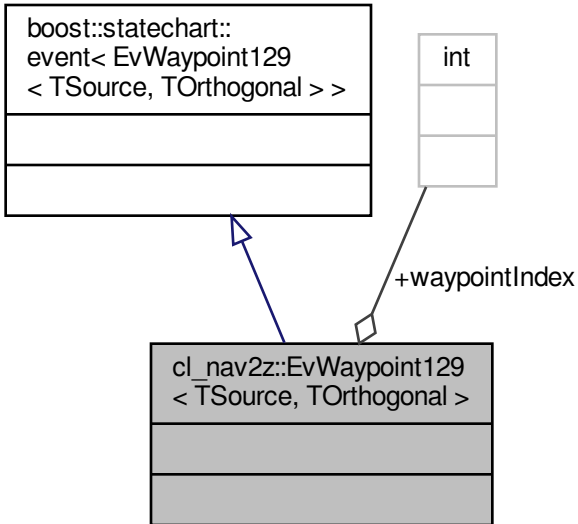 boost::statechart::
event< EvWaypoint129
< TSource, TOrthogonal > >
int
+waypointIndex
cl_nav2z::EvWaypoint129
< TSource, TOrthogonal >